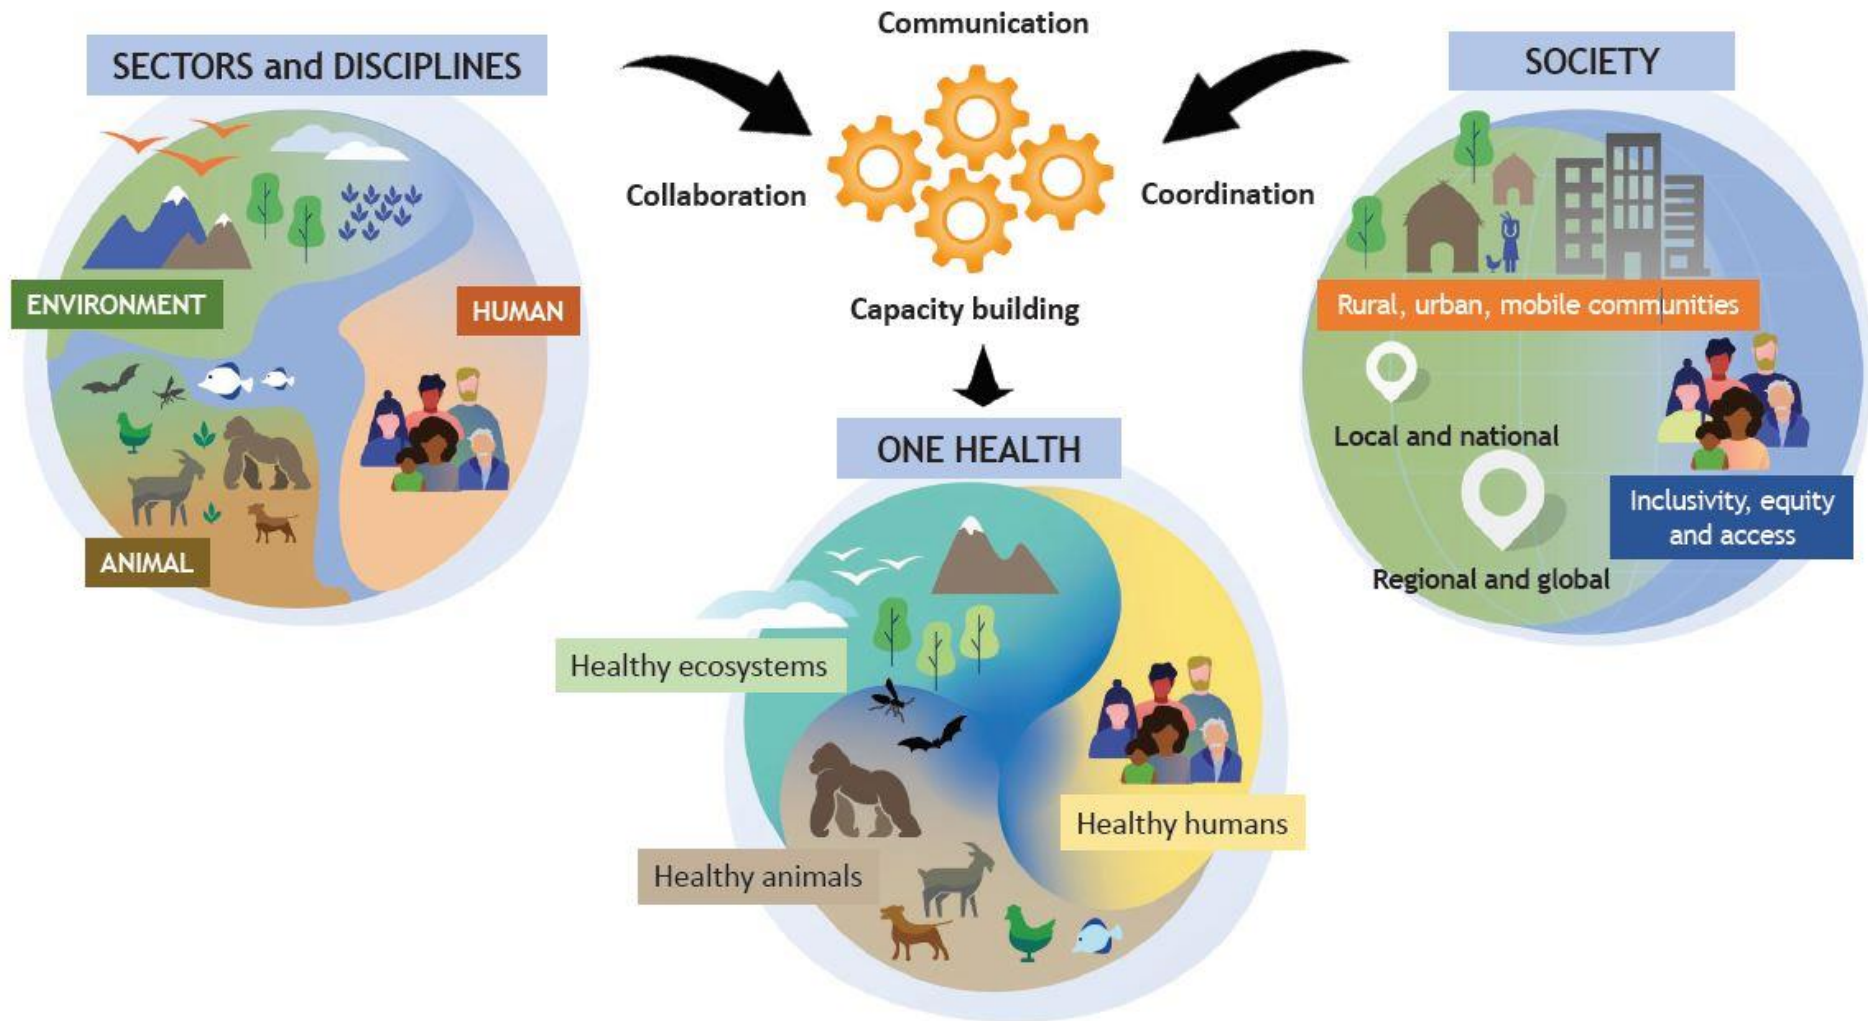 SECTORS and DISCIPLINES
ENVIRONMENT
HUMAN
ANIMAL
Communication
Collaboration
Coordination
Capacity building
SOCIETY
Rural, urban, mobile communities
Local and national
Inclusivity, equity
and access
Regional and global
ONE HEALTH
Healthy ecosystems
Healthy humans
Healthy animals